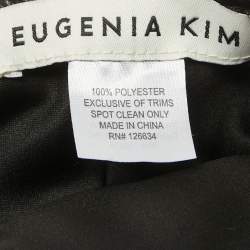 EUGENIA KIM
100% POLYESTER
EXCLUSIVE OF TRIMS
SPOT CLEAN ONLY
MADE IN CHINA
RN# 126634